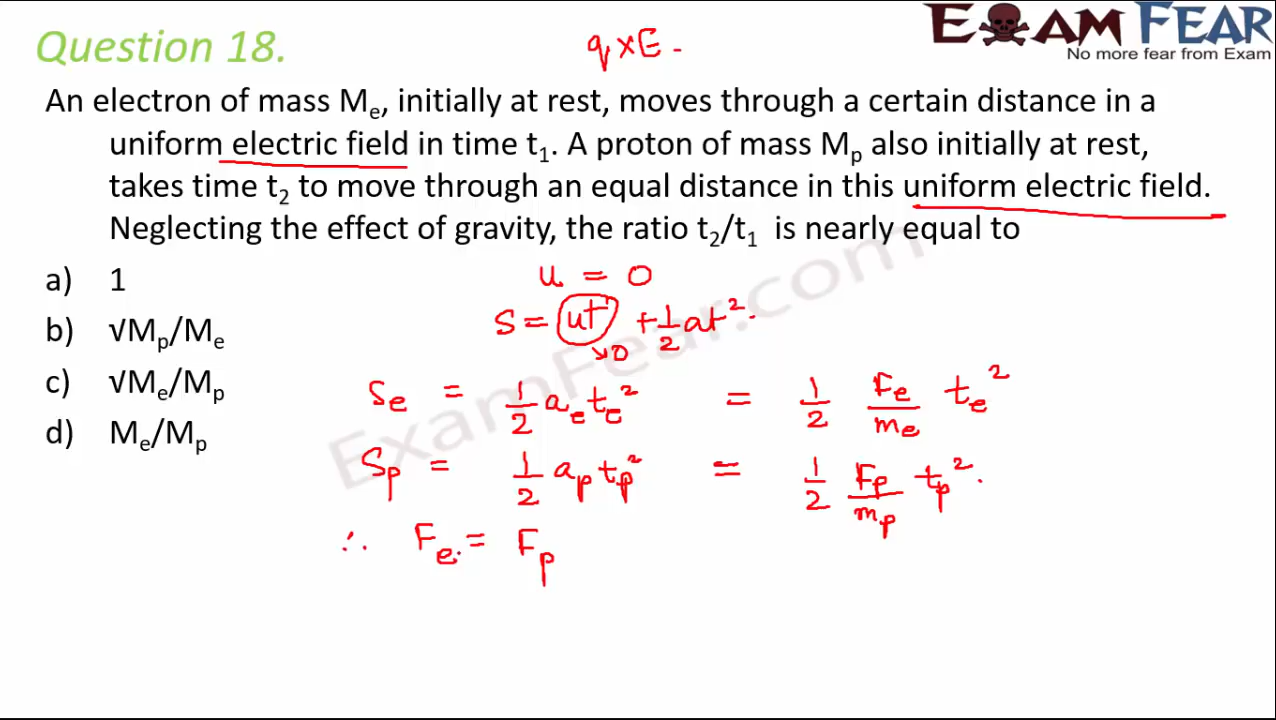 Question 18.
q × E -
EXAM FEAR
No more fear from Exam
An electron of mass Me, initially at rest, moves through a certain distance in a
uniform electric field in time t1. A proton of mass Mp also initially at rest,
takes time t2 to move through an equal distance in this uniform electric field.
Neglecting the effect of gravity, the ratio t2/t1 is nearly equal to
a) 1
b) √Mp/Me
c) √Me/Mp
d) Me/Mp
u = 0
S = ut + 1/2 at²
↘0
Se = 1/2 ae te² = 1/2 Fe/me te²
Sp = 1/2 ap tp² = 1/2 Fp/mp tp².
∴ Fe = Fp
ExamFear.com